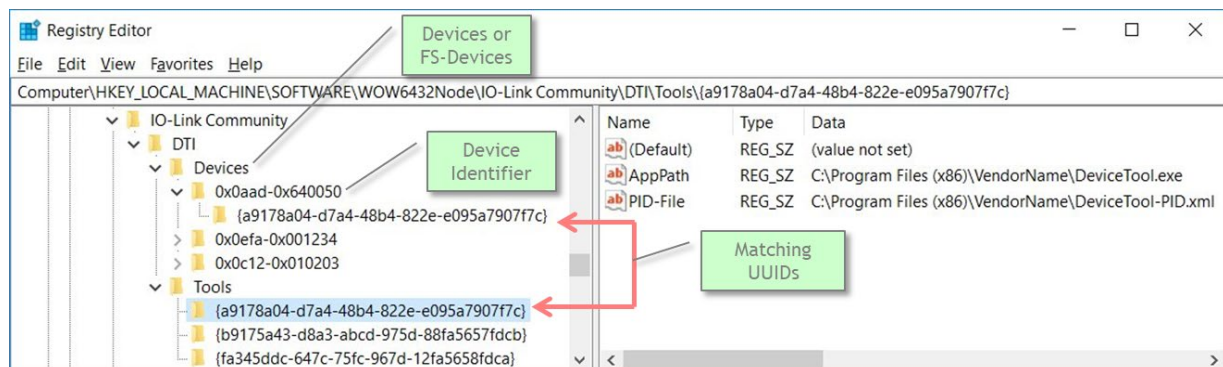 Registry Editor
File Edit View Favorites Help
Computer\HKEY_LOCAL_MACHINE\SOFTWARE\WOW6432Node\IO-Link Community\DTI\Tools\{a9178a04-d7a4-48b4-822e-e095a7907f7c}
IO-Link Community
DTI
Devices
0x0aad-0x640050
{a9178a04-d7a4-48b4-822e-e095a7907f7c}
0x0efa-0x001234
0x0c12-0x010203
Tools
{a9178a04-d7a4-48b4-822e-e095a7907f7c}
{b9175a43-d8a3-abcd-975d-88fa5657fdcb}
{fa345ddc-647c-75fc-967d-12fa5658fdca}
Name Type Data
ab (Default) REG_SZ (value not set)
ab AppPath REG_SZ C:\Program Files (x86)\VendorName\DeviceTool.exe
ab PID-File REG_SZ C:\Program Files (x86)\VendorName\DeviceTool-PID.xml
Devices or
FS-Devices
Device
Identifier
Matching
UUIDs